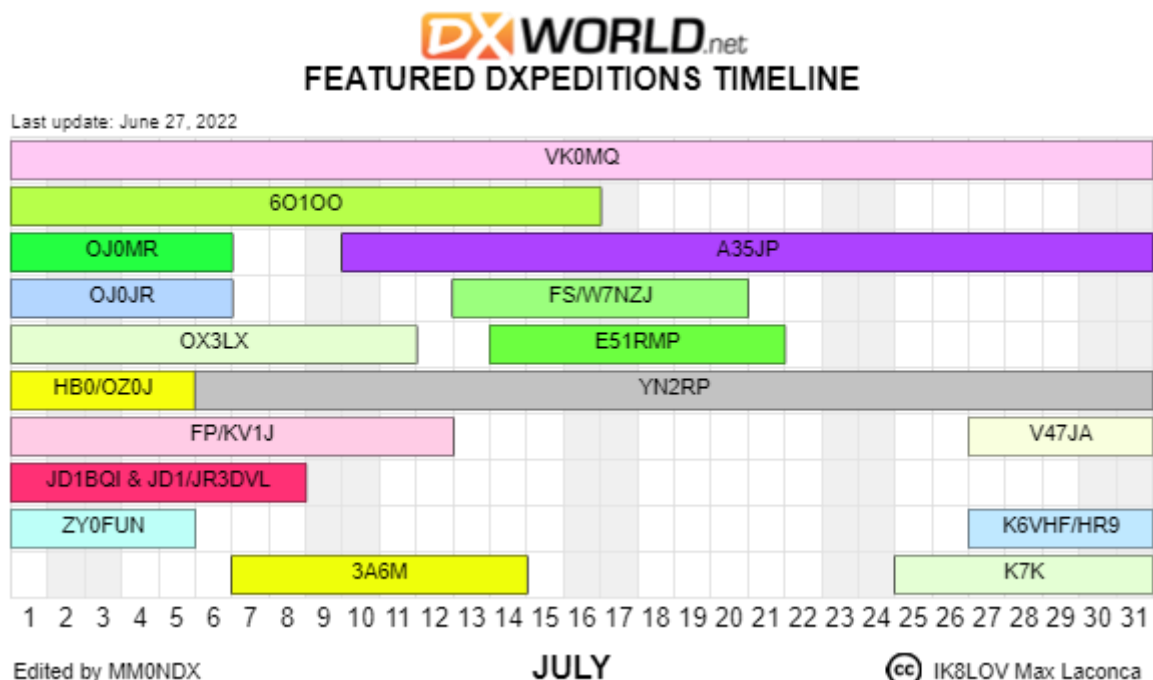 DX WORLD.net
FEATURED DXPEDITIONS TIMELINE
Last update: June 27, 2022
VK0MQ
6O1OO
OJ0MR A35JP
OJ0JR FS/W7NZJ
OX3LX E51RMP
HB0/OZ0J YN2RP
FP/KV1J V47JA
JD1BQI & JD1/JR3DVL
ZY0FUN K6VHF/HR9
3A6M K7K
1 2 3 4 5 6 7 8 9 10 11 12 13 14 15 16 17 18 19 20 21 22 23 24 25 26 27 28 29 30 31
Edited by MM0NDX JULY cc IK8LOV Max Laconca